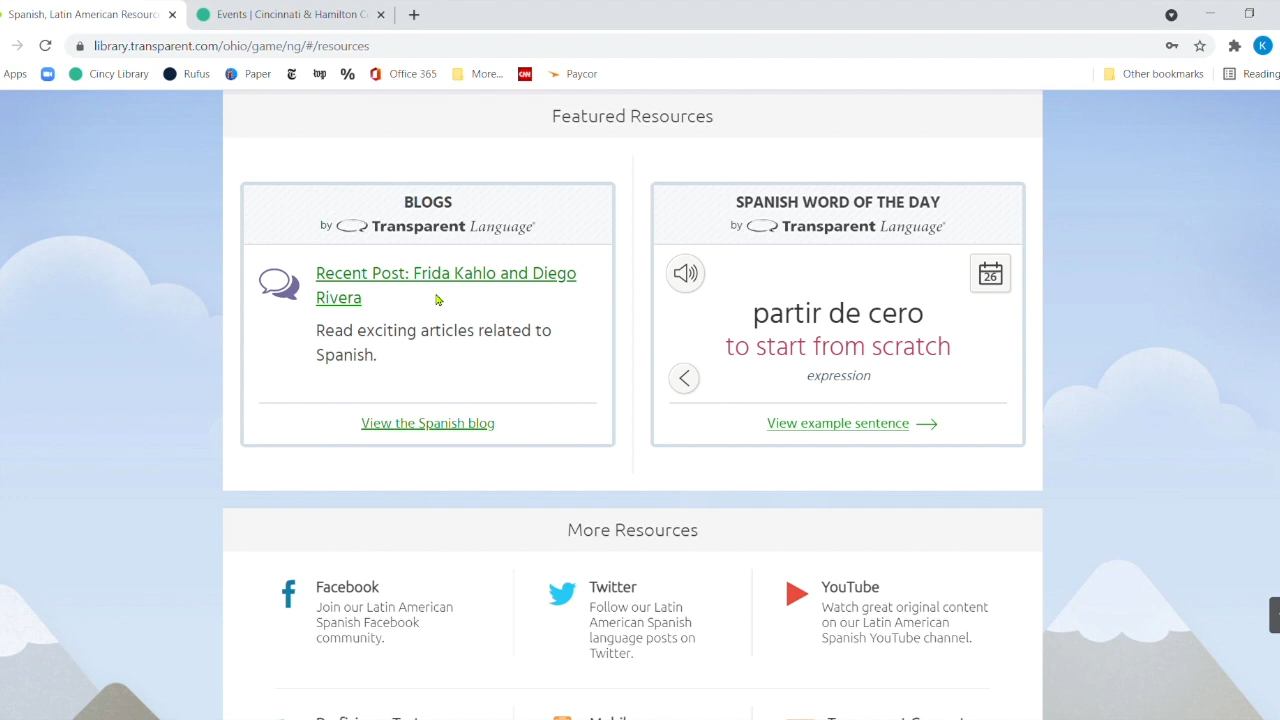 Spanish, Latin American Resourc
Events | Cincinnati & Hamilton C
library.transparent.com/ohio/game/ng/#/resources
K
Apps
Cincy Library
Rufus
Paper
wp
%
Office 365
More...
CNN
Paycor
Other bookmarks
Reading
Featured Resources
BLOGS
by Transparent Language®
Recent Post: Frida Kahlo and Diego
Rivera
Read exciting articles related to
Spanish.
View the Spanish blog
SPANISH WORD OF THE DAY
by Transparent Language®
26
partir de cero
to start from scratch
expression
View example sentence
More Resources
Facebook
Join our Latin American
Spanish Facebook
community.
Twitter
Follow our Latin
American Spanish
language posts on
Twitter.
YouTube
Watch great original content
on our Latin American
Spanish YouTube channel.